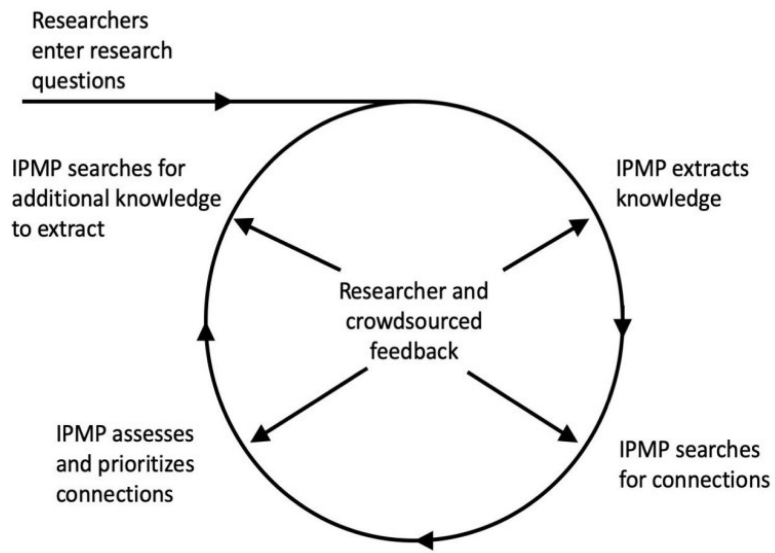 Researchers
enter research
questions
IPMP searches for
additional knowledge
to extract
IPMP extracts
knowledge
Researcher and
crowdsourced
feedback
IPMP assesses
and prioritizes
connections
IPMP searches
for connections